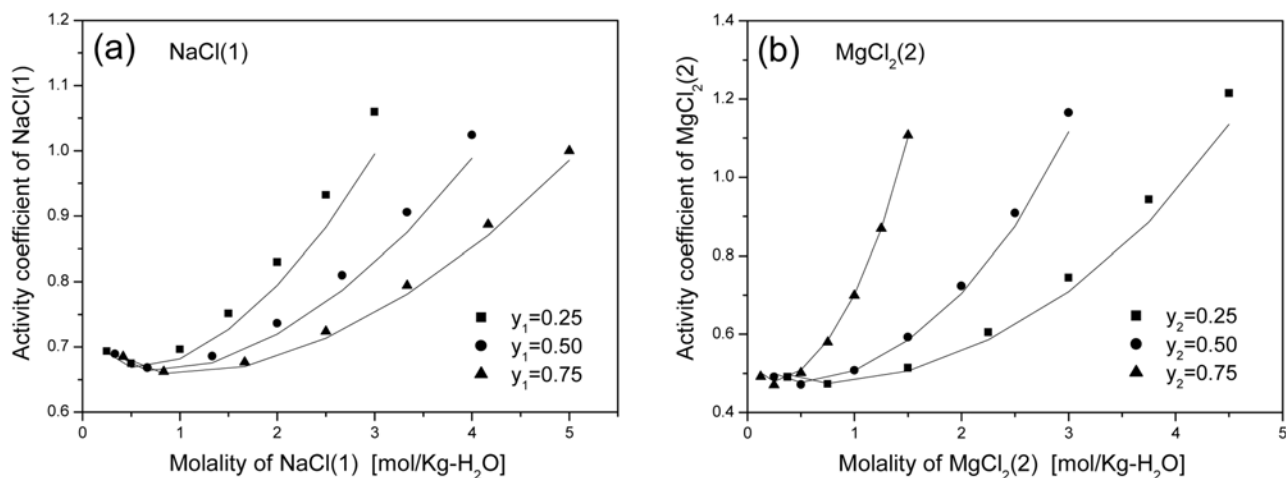 (a)
NaCl(1)
Activity coefficient of NaCl(1)
1.2
1.1
1.0
0.9
0.8
0.7
0.6
0
1
2
3
4
5
Molality of NaCl(1) [mol/Kg-H₂O]
y₁=0.25
y₁=0.50
y₁=0.75
(b)
MgCl₂(2)
Activity coefficient of MgCl₂(2)
1.4
1.2
1.0
0.8
0.6
0.4
0
1
2
3
4
5
Molality of MgCl₂(2) [mol/Kg-H₂O]
y₂=0.25
y₂=0.50
y₂=0.75